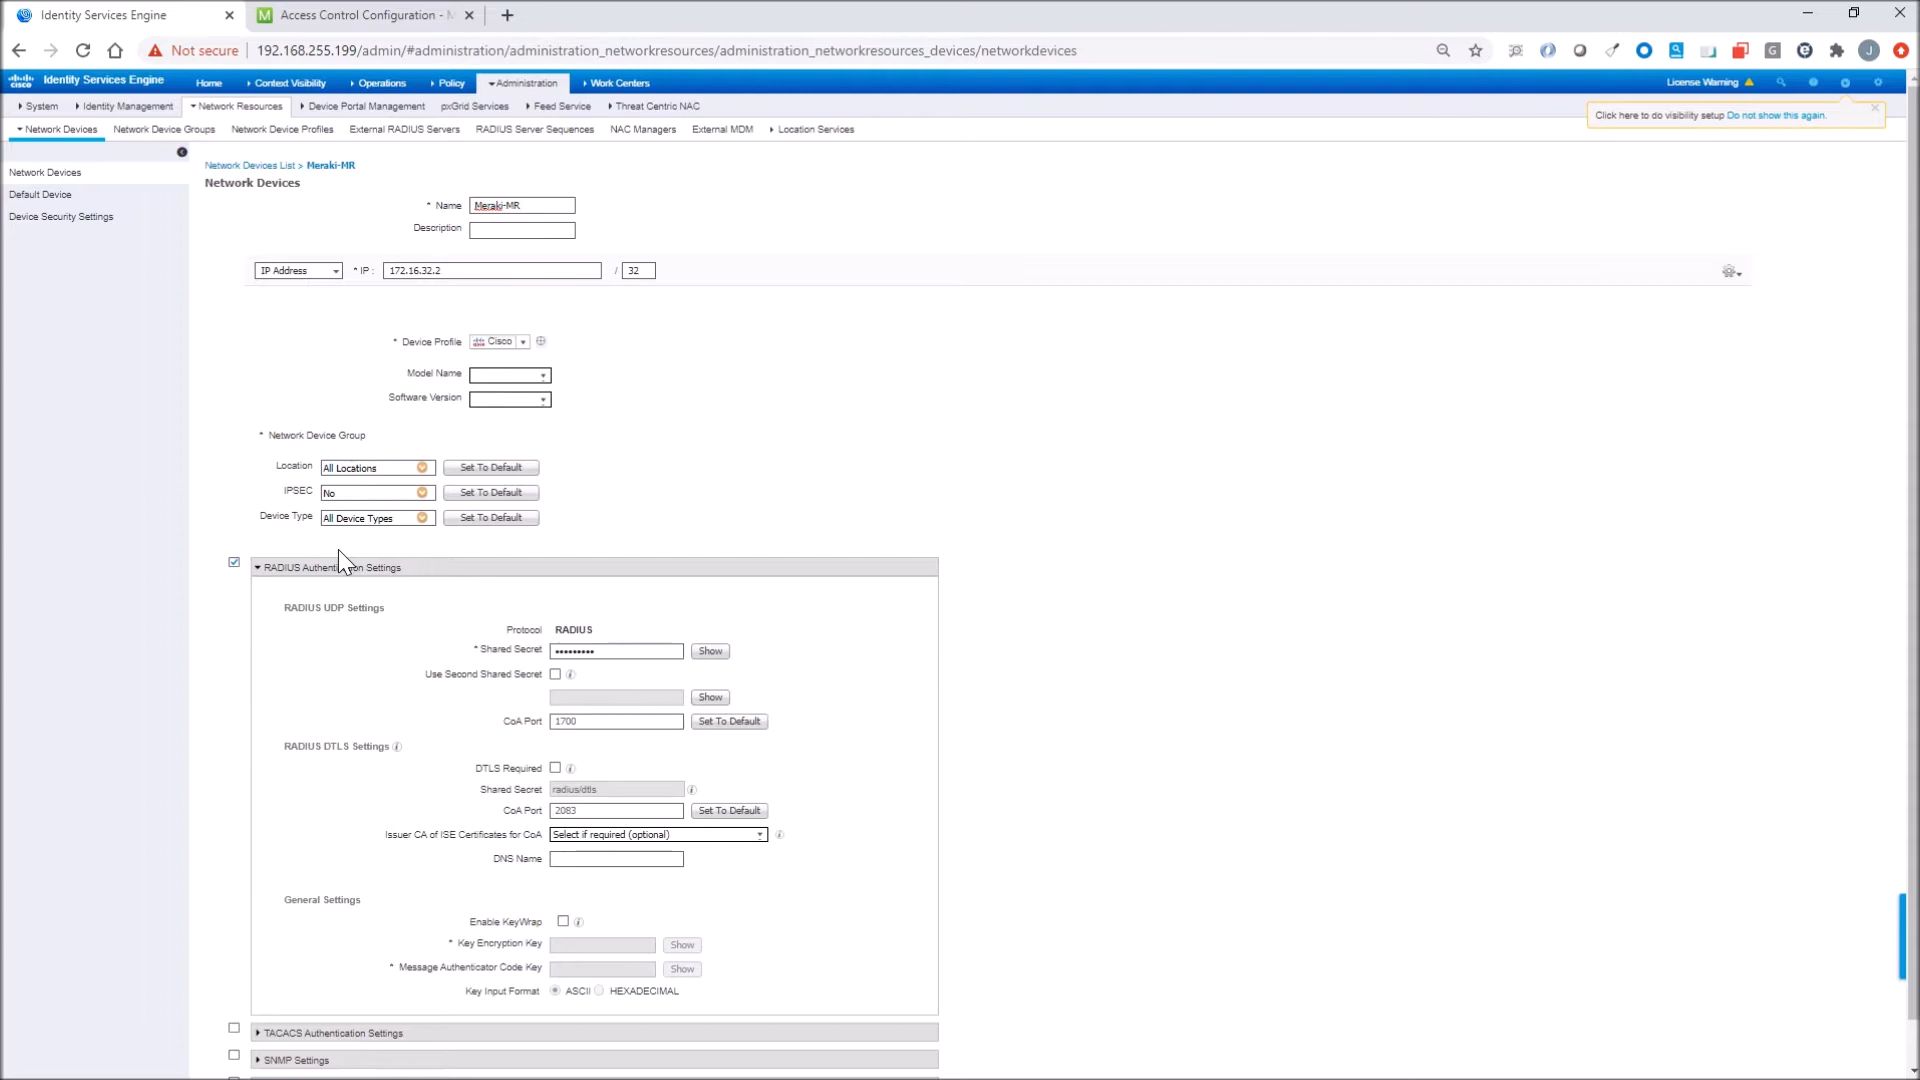 Identity Services Engine
Access Control Configuration - M
Not secure
192.168.255.199/admin/#administration/administration_networkresources/administration_networkresources_devices/networkdevices
G
J
cisco
Identity Services Engine
Home
Context Visibility
Operations
Policy
Administration
Work Centers
License Warning
System
Identity Management
Network Resources
Device Portal Management
pxGrid Services
Feed Service
Threat Centric NAC
Click here to do visibility setup Do not show this again.
Network Devices
Network Device Groups
Network Device Profiles
External RADIUS Servers
RADIUS Server Sequences
NAC Managers
External MDM
Location Services
Network Devices
Default Device
Device Security Settings
Network Devices List > Meraki-MR
Network Devices
* Name Meraki-MR
Description
IP Address * IP : 172.16.32.2 / 32
* Device Profile Cisco
Model Name
Software Version
* Network Device Group
Location All Locations Set To Default
IPSEC No Set To Default
Device Type All Device Types Set To Default
RADIUS Authentication Settings
RADIUS UDP Settings
Protocol RADIUS
* Shared Secret ••••••••• Show
Use Second Shared Secret
Show
CoA Port 1700 Set To Default
RADIUS DTLS Settings
DTLS Required
Shared Secret radius/dtls
CoA Port 2083 Set To Default
Issuer CA of ISE Certificates for CoA Select if required (optional)
DNS Name
General Settings
Enable KeyWrap
* Key Encryption Key Show
* Message Authenticator Code Key Show
Key Input Format ASCII HEXADECIMAL
TACACS Authentication Settings
SNMP Settings